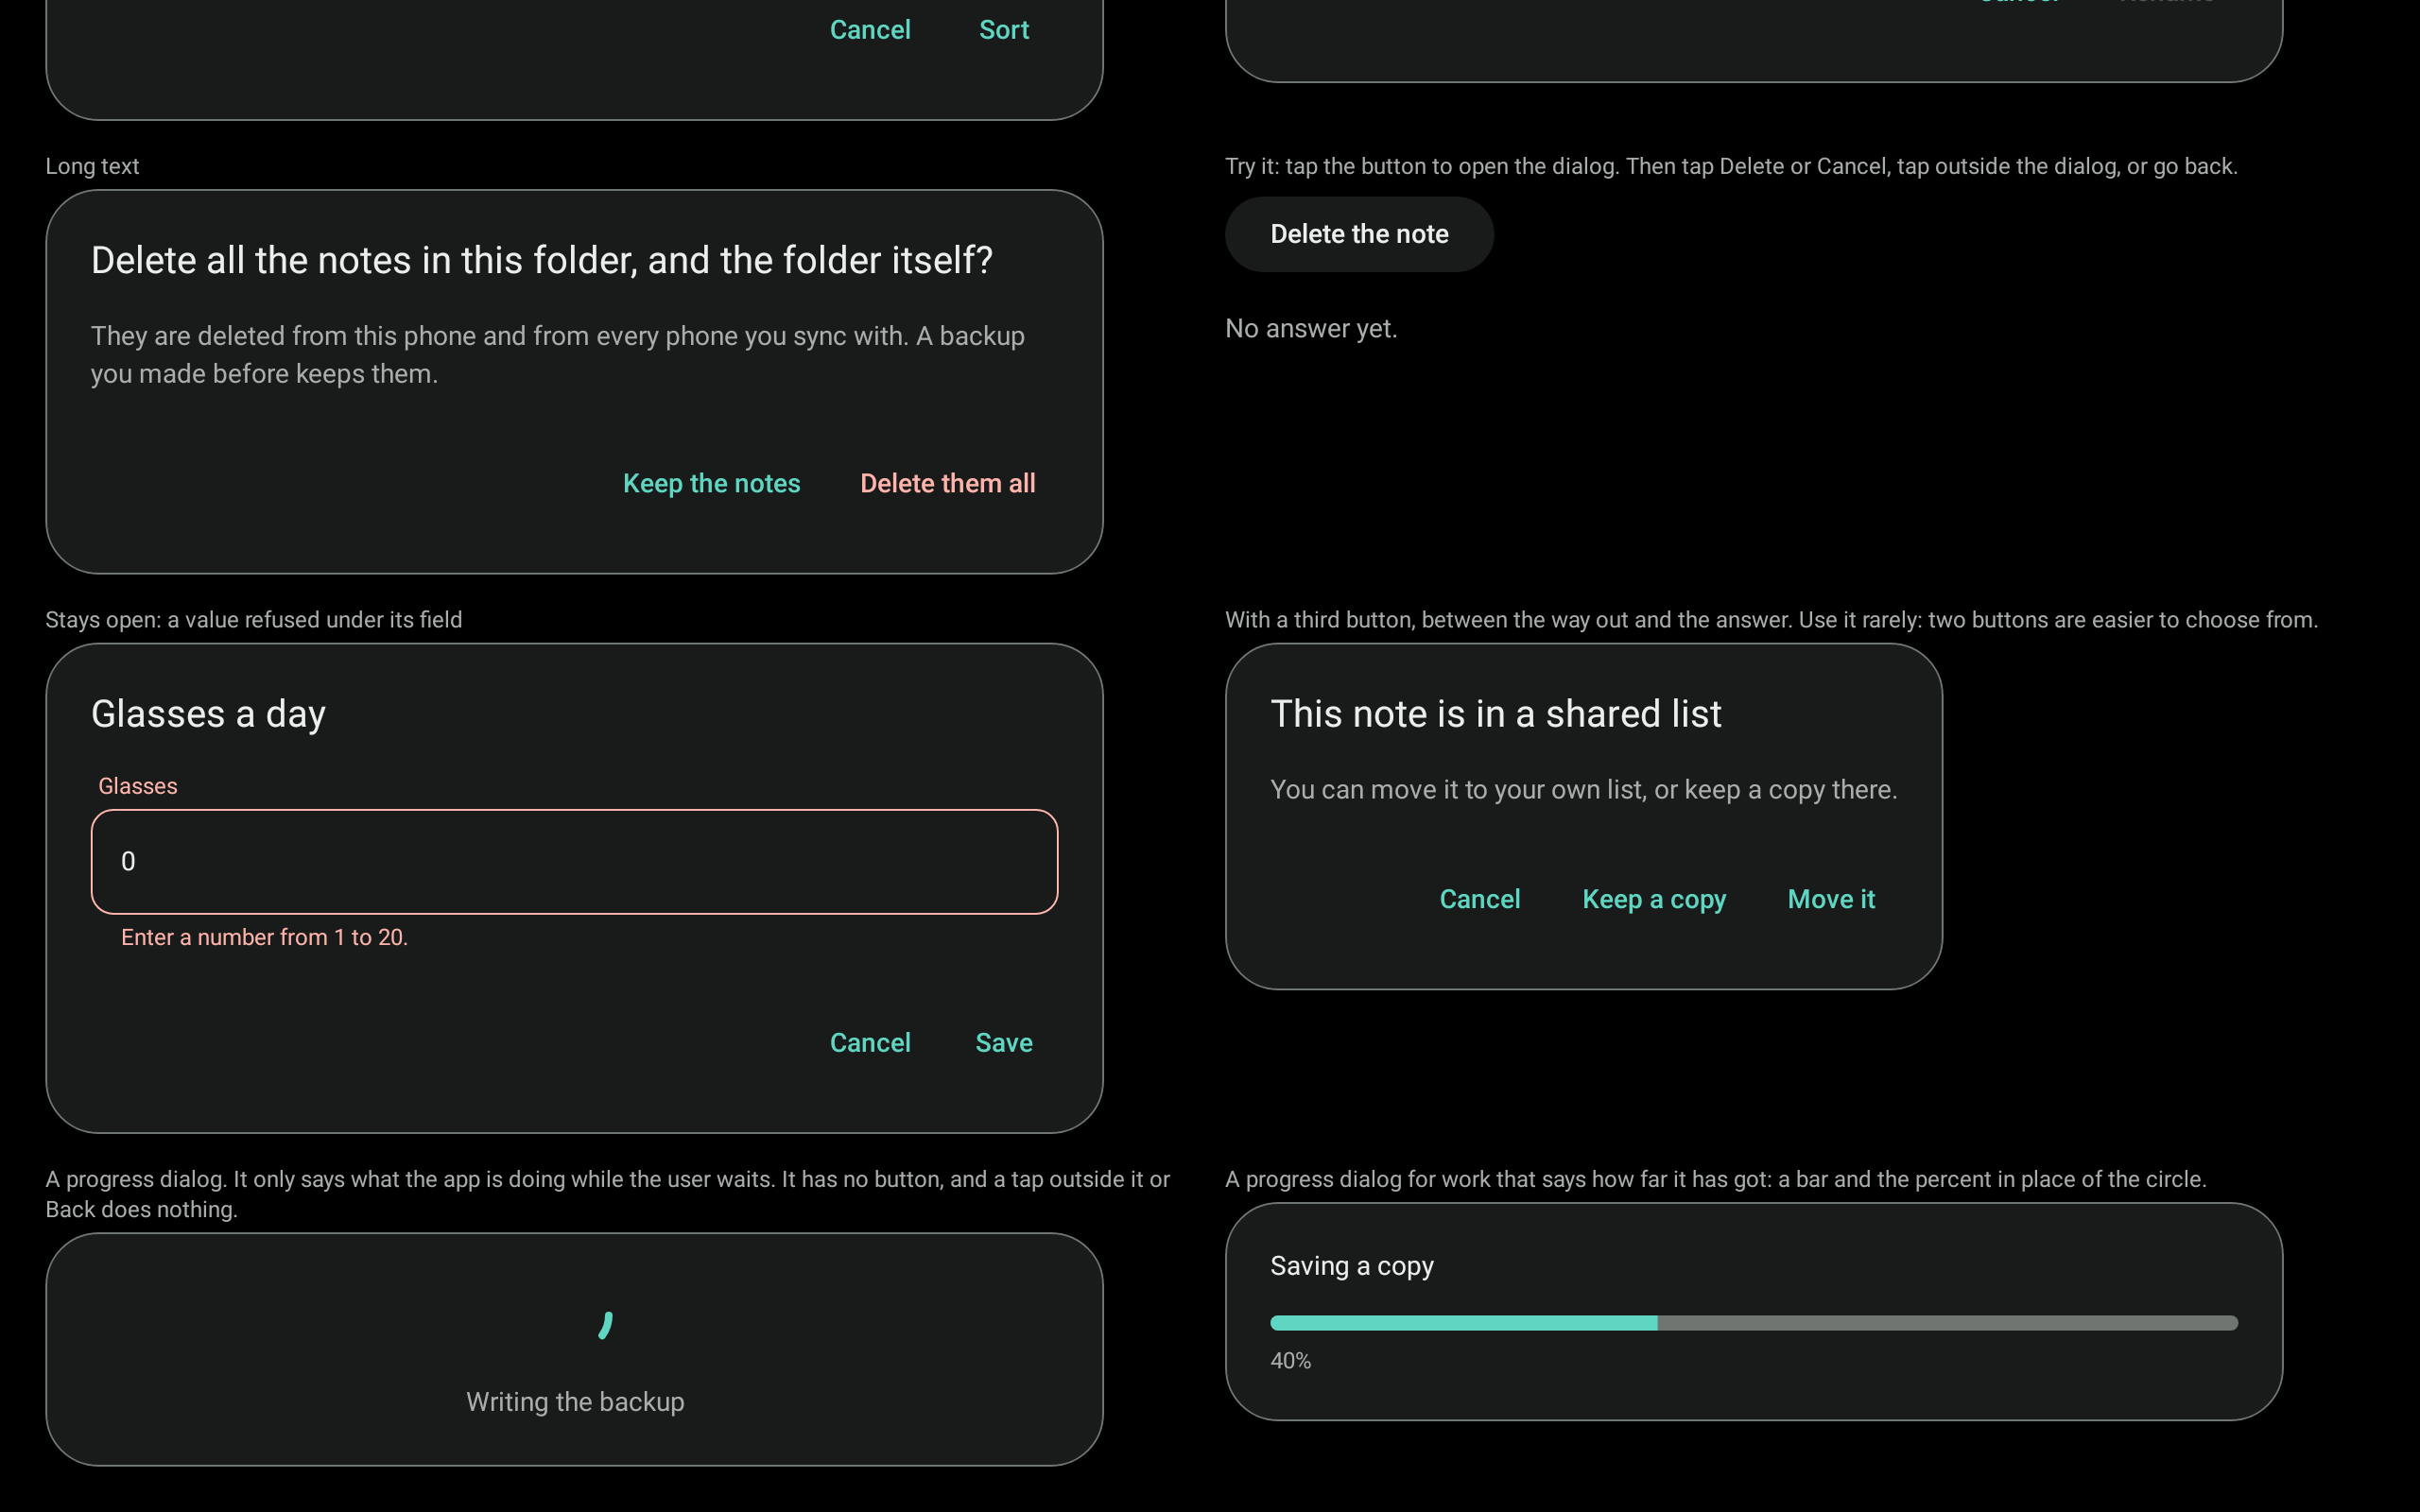 Cancel
Sort
Long text
Delete all the notes in this folder, and the folder itself?
They are deleted from this phone and from every phone you sync with. A backup
you made before keeps them.
Keep the notes
Delete them all
Try it: tap the button to open the dialog. Then tap Delete or Cancel, tap outside the dialog, or go back.
Delete the note
No answer yet.
Stays open: a value refused under its field
Glasses a day
Glasses
0
Enter a number from 1 to 20.
Cancel
Save
With a third button, between the way out and the answer. Use it rarely: two buttons are easier to choose from.
This note is in a shared list
You can move it to your own list, or keep a copy there.
Cancel
Keep a copy
Move it
A progress dialog. It only says what the app is doing while the user waits. It has no button, and a tap outside it or
Back does nothing.
Writing the backup
A progress dialog for work that says how far it has got: a bar and the percent in place of the circle.
Saving a copy
40%